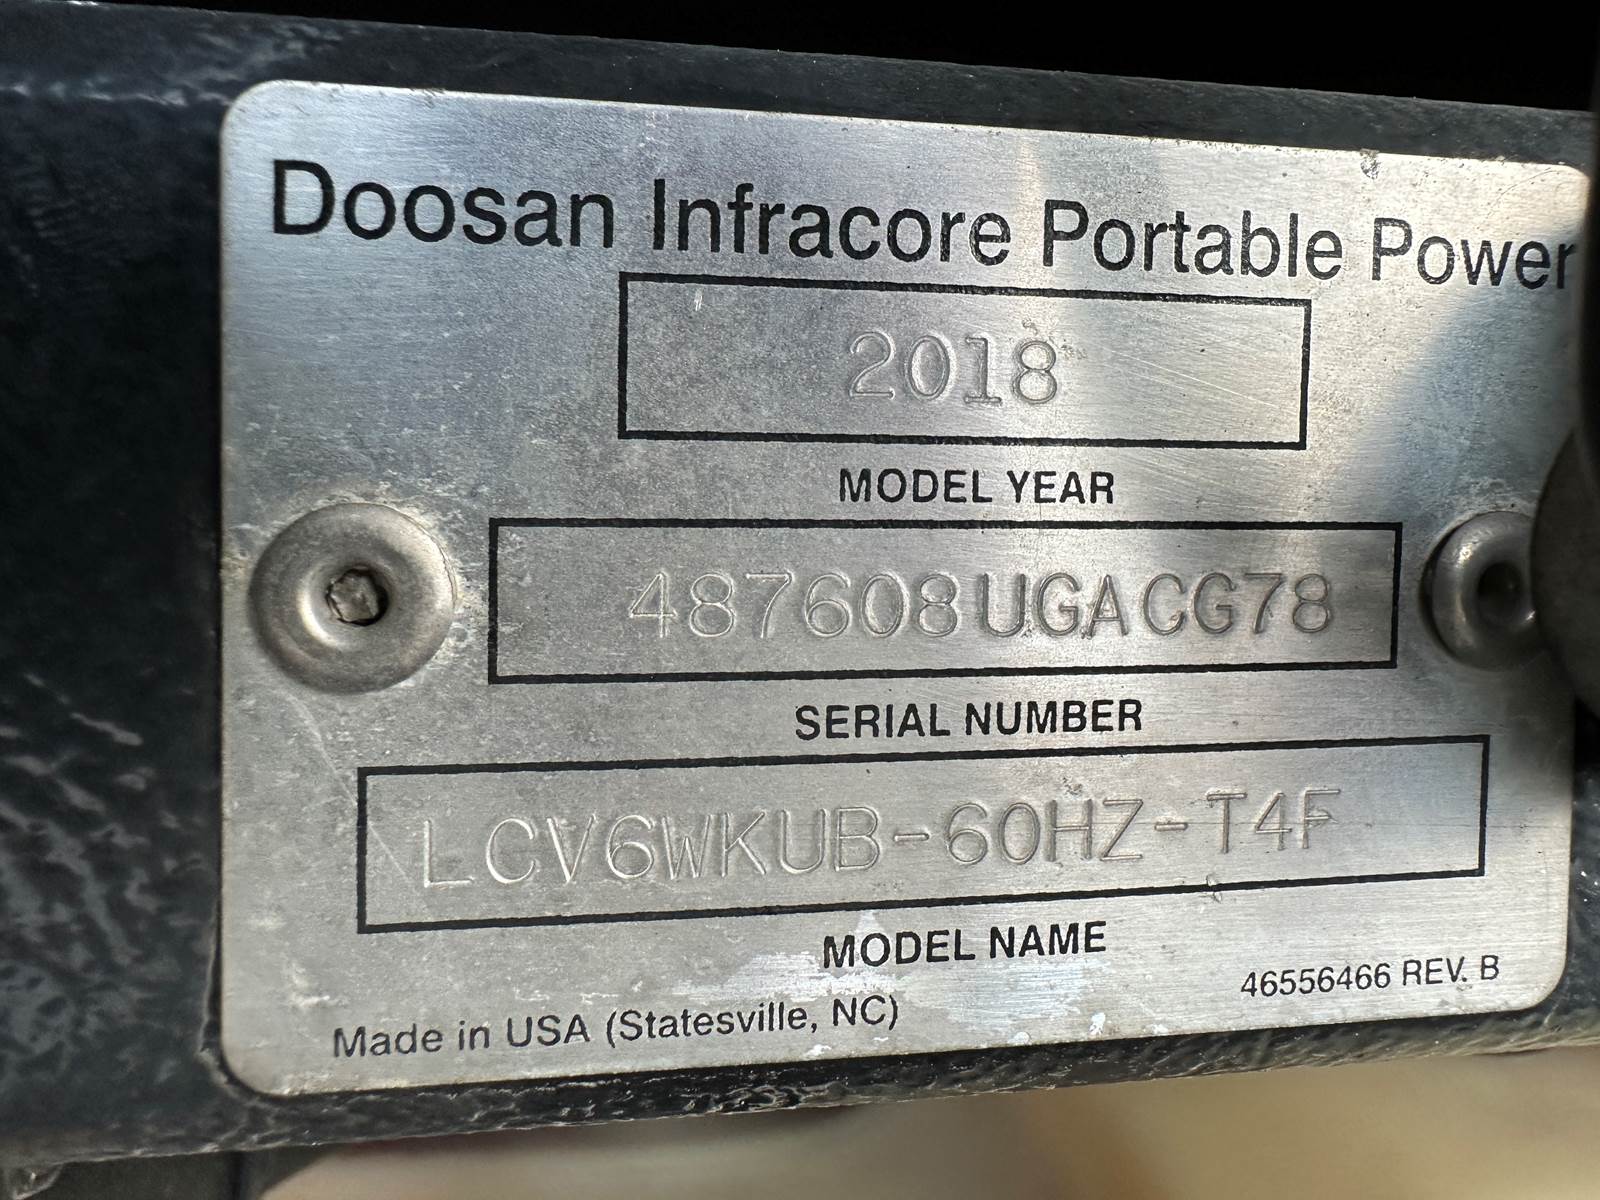 Doosan Infracore Portable Power
2018
MODEL YEAR
487608UGACG78
SERIAL NUMBER
LCV6WKUB-60HZ-T4F
MODEL NAME
46556466 REV. B
Made in USA (Statesville, NC)